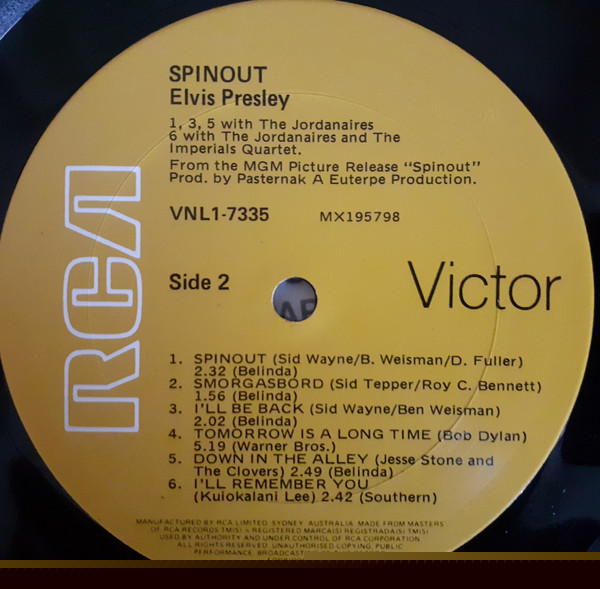 SPINOUT
Elvis Presley
1, 3, 5 with The Jordanaires
6 with The Jordanaires and The
Imperials Quartet.
From the MGM Picture Release "Spinout"
Prod. by Pasternak A Euterpe Production.
VNL1-7335 MX195798
RCA
Side 2
Victor
1. SPINOUT (Sid Wayne/B. Weisman/D. Fuller)
2.32 (Belinda)
2. SMORGASBORD (Sid Tepper/Roy C. Bennett)
1.56 (Belinda)
3. I'LL BE BACK (Sid Wayne/Ben Weisman)
2.02 (Belinda)
4. TOMORROW IS A LONG TIME (Bob Dylan)
5.19 (Warner Bros.)
5. DOWN IN THE ALLEY (Jesse Stone and
The Clovers) 2.49 (Belinda)
6. I'LL REMEMBER YOU
(Kuiokalani Lee) 2.42 (Southern)
MANUFACTURED BY RCA LIMITED, SYDNEY, AUSTRALIA. MADE FROM MASTERS
OF RCA RECORDS TM(S) ® REGISTERED MARCA(S) REGISTRADA(S) TM(S)
USED BY AUTHORITY AND UNDER CONTROL OF RCA CORPORATION
ALL RIGHTS RESERVED. UNAUTHORISED COPYING, PUBLIC
PERFORMANCE, BROADCASTING